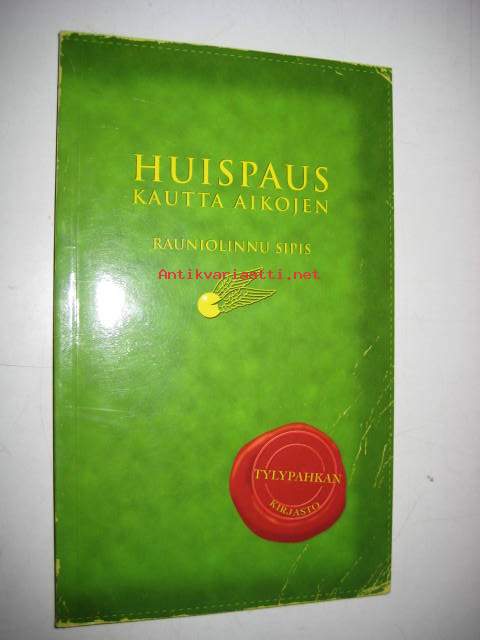 HUISPAUS
KAUTTA AIKOJEN
RAUNIOLINNU SIPIS
Antikvariaatti.net
TYLYPAHKAN
KIRJASTO